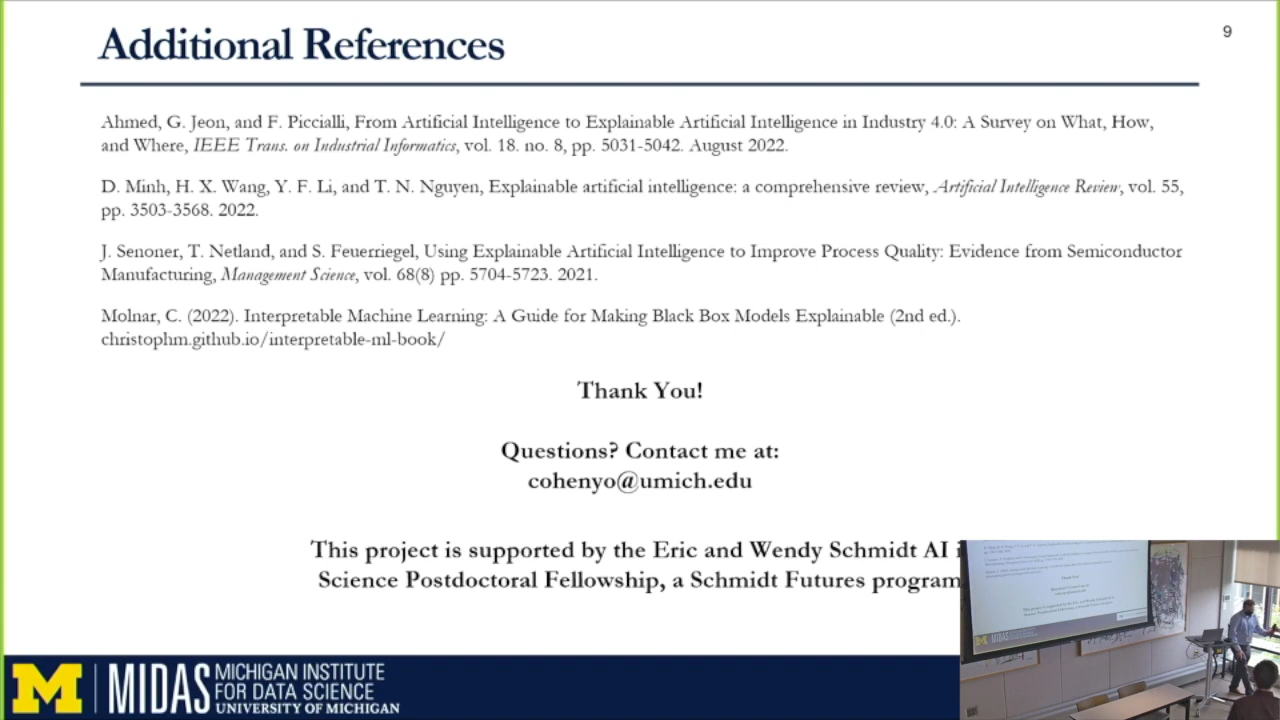 Additional References
9
Ahmed, G. Jeon, and F. Piccialli, From Artificial Intelligence to Explainable Artificial Intelligence in Industry 4.0: A Survey on What, How,
and Where, IEEE Trans. on Industrial Informatics, vol. 18. no. 8, pp. 5031-5042. August 2022.
D. Minh, H. X. Wang, Y. F. Li, and T. N. Nguyen, Explainable artificial intelligence: a comprehensive review, Artificial Intelligence Review, vol. 55,
pp. 3503-3568. 2022.
J. Senoner, T. Netland, and S. Feuerriegel, Using Explainable Artificial Intelligence to Improve Process Quality: Evidence from Semiconductor
Manufacturing, Management Science, vol. 68(8) pp. 5704-5723. 2021.
Molnar, C. (2022). Interpretable Machine Learning: A Guide for Making Black Box Models Explainable (2nd ed.).
christophm.github.io/interpretable-ml-book/
Thank You!
Questions? Contact me at:
cohenyo@umich.edu
This project is supported by the Eric and Wendy Schmidt AI
Science Postdoctoral Fellowship, a Schmidt Futures program
M MIDAS MICHIGAN INSTITUTE
FOR DATA SCIENCE
UNIVERSITY OF MICHIGAN